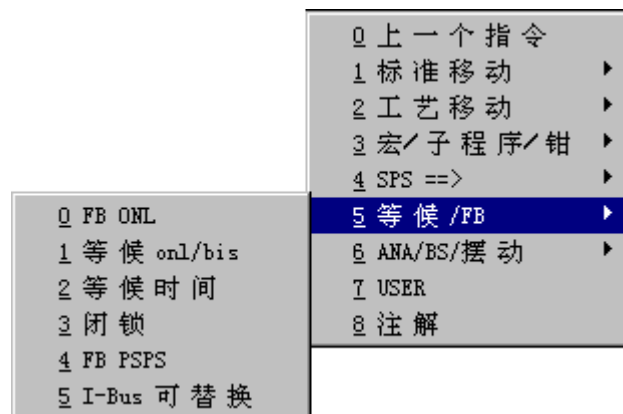 0 上一个指令
1 标准移动
2 工艺移动
3 宏/子程序/钳
4 SPS ==>
5 等候/FB
6 ANA/BS/摆动
7 USER
8 注解
0 FB ONL
1 等候 onl/bis
2 等候时间
3 闭锁
4 FB PSPS
5 I-Bus 可替换